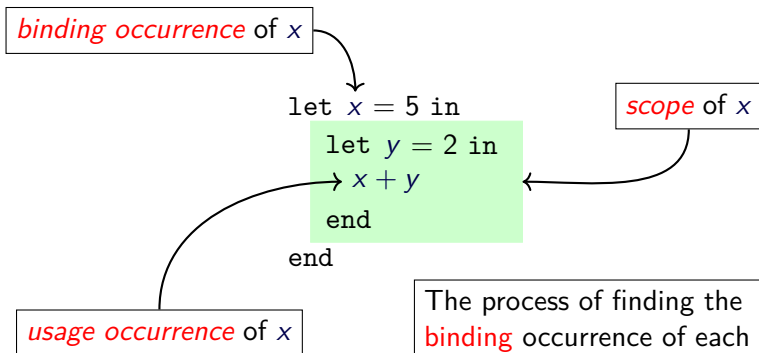 binding occurrence of x
let x = 5 in
scope of x
let y = 2 in
x + y
end
end
The process of finding the
usage occurrence of x
binding occurrence of each